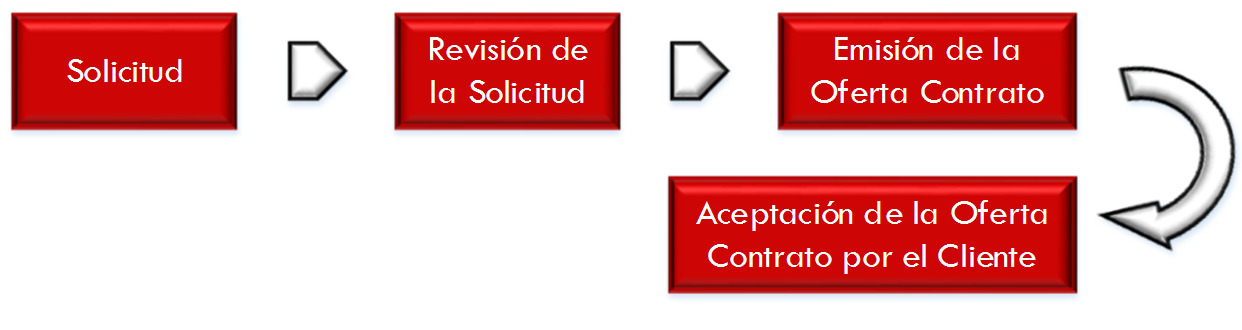 Solicitud
Revisión de
la Solicitud
Emisión de la
Oferta Contrato
Aceptación de la Oferta
Contrato por el Cliente